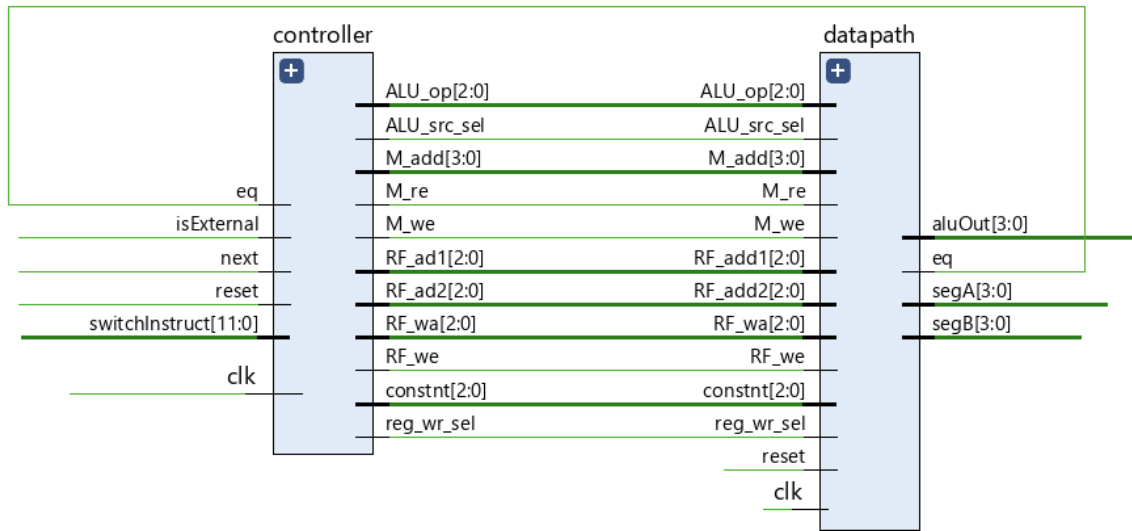 controller
datapath
ALU_op[2:0]
ALU_op[2:0]
ALU_src_sel
ALU_src_sel
M_add[3:0]
M_add[3:0]
eq
M_re
M_re
isExternal
M_we
M_we
aluOut[3:0]
next
RF_ad1[2:0]
RF_add1[2:0]
eq
reset
RF_ad2[2:0]
RF_add2[2:0]
segA[3:0]
switchInstruct[11:0]
RF_wa[2:0]
RF_wa[2:0]
segB[3:0]
RF_we
RF_we
clk
constnt[2:0]
constnt[2:0]
reg_wr_sel
reg_wr_sel
reset
clk